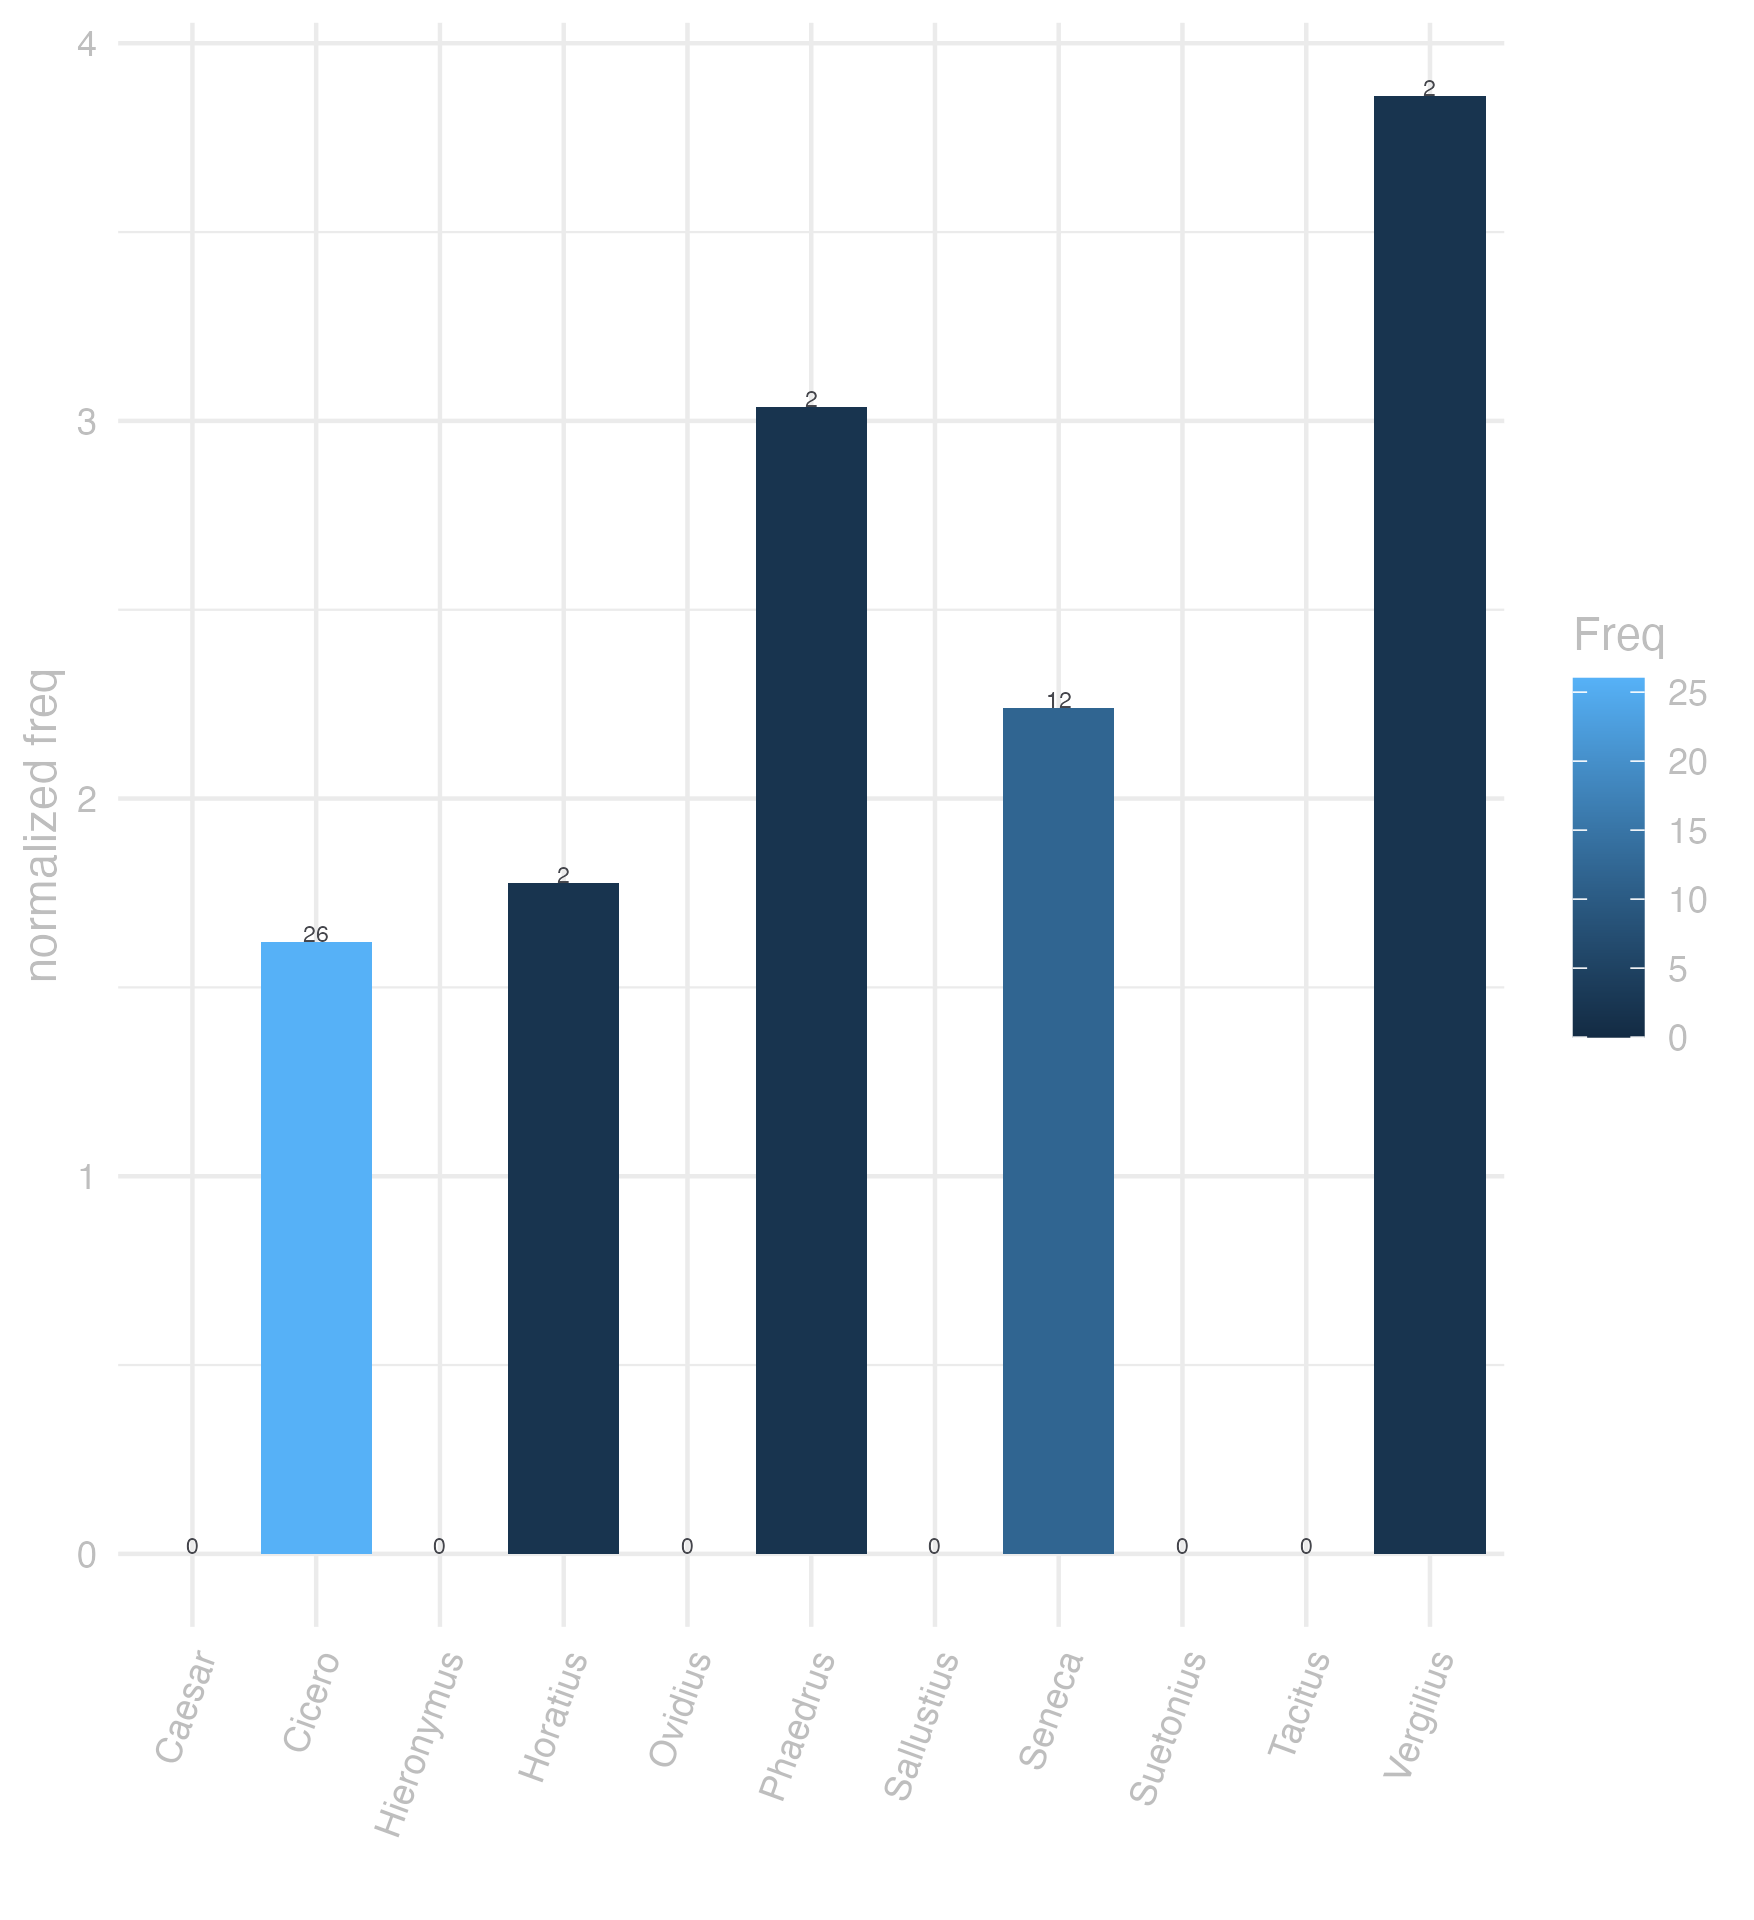 4
3
2
1
0
normalized freq
0
26
0
2
0
2
0
12
0
0
2
Caesar
Cicero
Hieronymus
Horatius
Ovidius
Phaedrus
Sallustius
Seneca
Suetonius
Tacitus
Vergilius
Freq
25
20
15
10
5
0